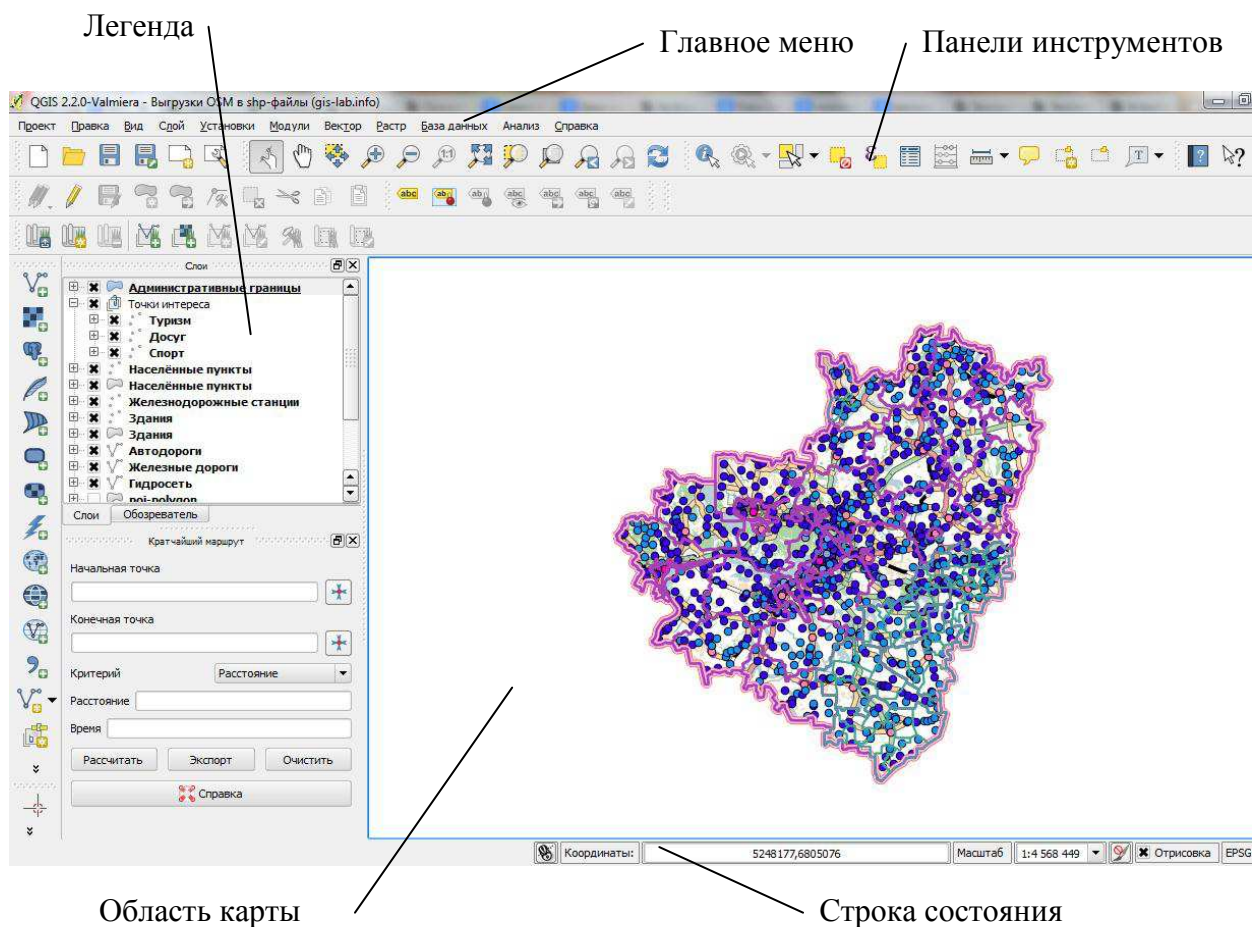 Легенда
Главное меню
Панели инструментов
QGIS 2.2.0-Valmiera - Выгрузки OSM в shp-файлы (gis-lab.info)
Проект Правка Вид Слой Установки Модули Вектор Растр База данных Анализ Справка
Слои
Административные границы
Точки интереса
Туризм
Досуг
Спорт
Населённые пункты
Населённые пункты
Железнодорожные станции
Здания
Здания
Автодороги
Железные дороги
Гидросеть
poi-polygon
Слои Обозреватель
Кратчайший маршрут
Начальная точка
Конечная точка
Критерий Расстояние
Расстояние
Время
Рассчитать Экспорт Очистить
Справка
Координаты: 5248177,6805076 Масштаб 1:4 568 449 Отрисовка EPSG
Область карты
Строка состояния